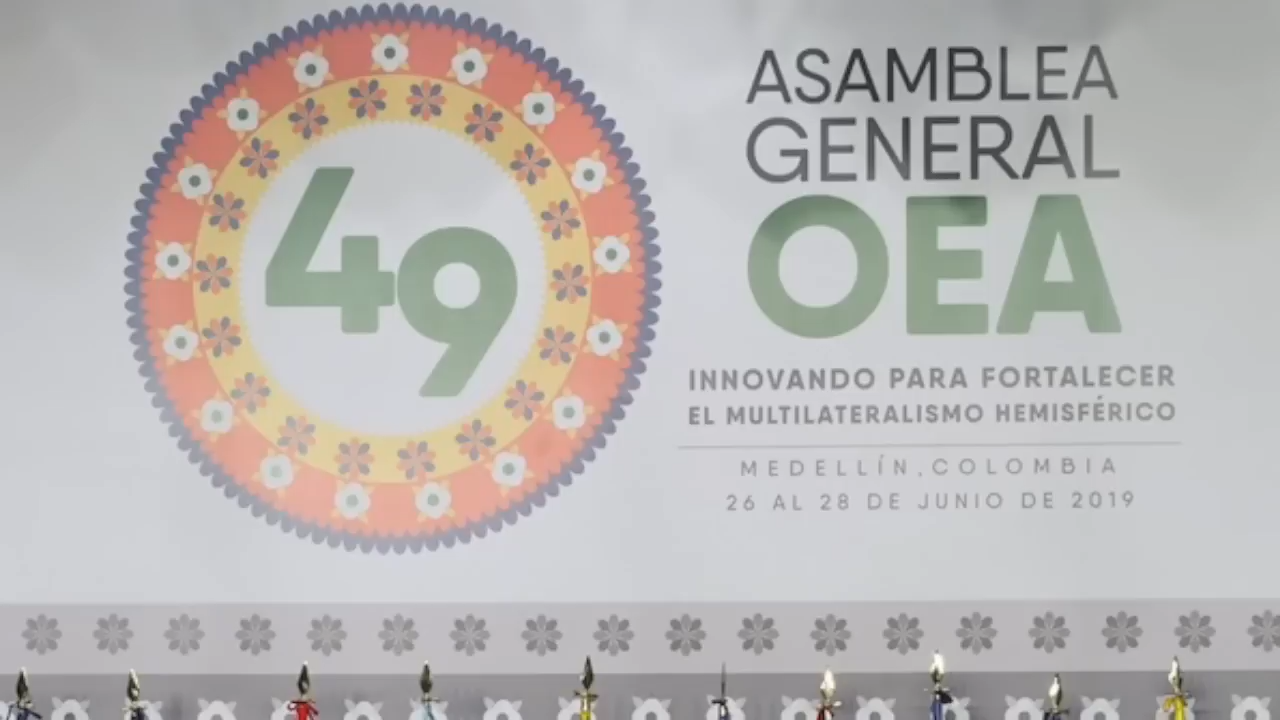 49
ASAMBLEA
GENERAL
OEA
INNOVANDO PARA FORTALECER
EL MULTILATERALISMO HEMISFÉRICO
MEDELLÍN, COLOMBIA
26 AL 28 DE JUNIO DE 2019